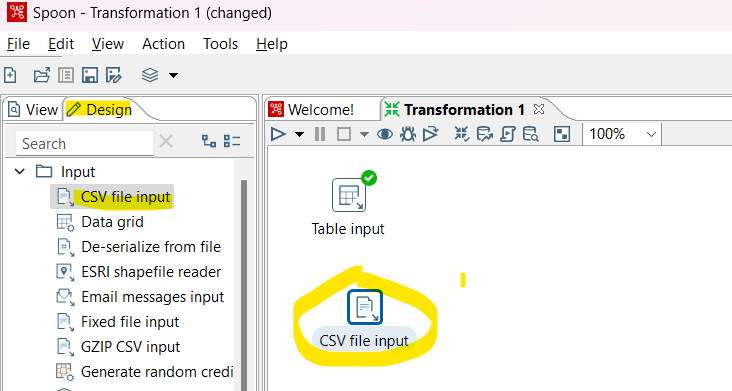 Spoon - Transformation 1 (changed)
File Edit View Action Tools Help
View Design
Welcome! Transformation 1
Search
100%
Input
CSV file input
Data grid
De-serialize from file
ESRI shapefile reader
Email messages input
Fixed file input
GZIP CSV input
Generate random credi
Table input
CSV file input